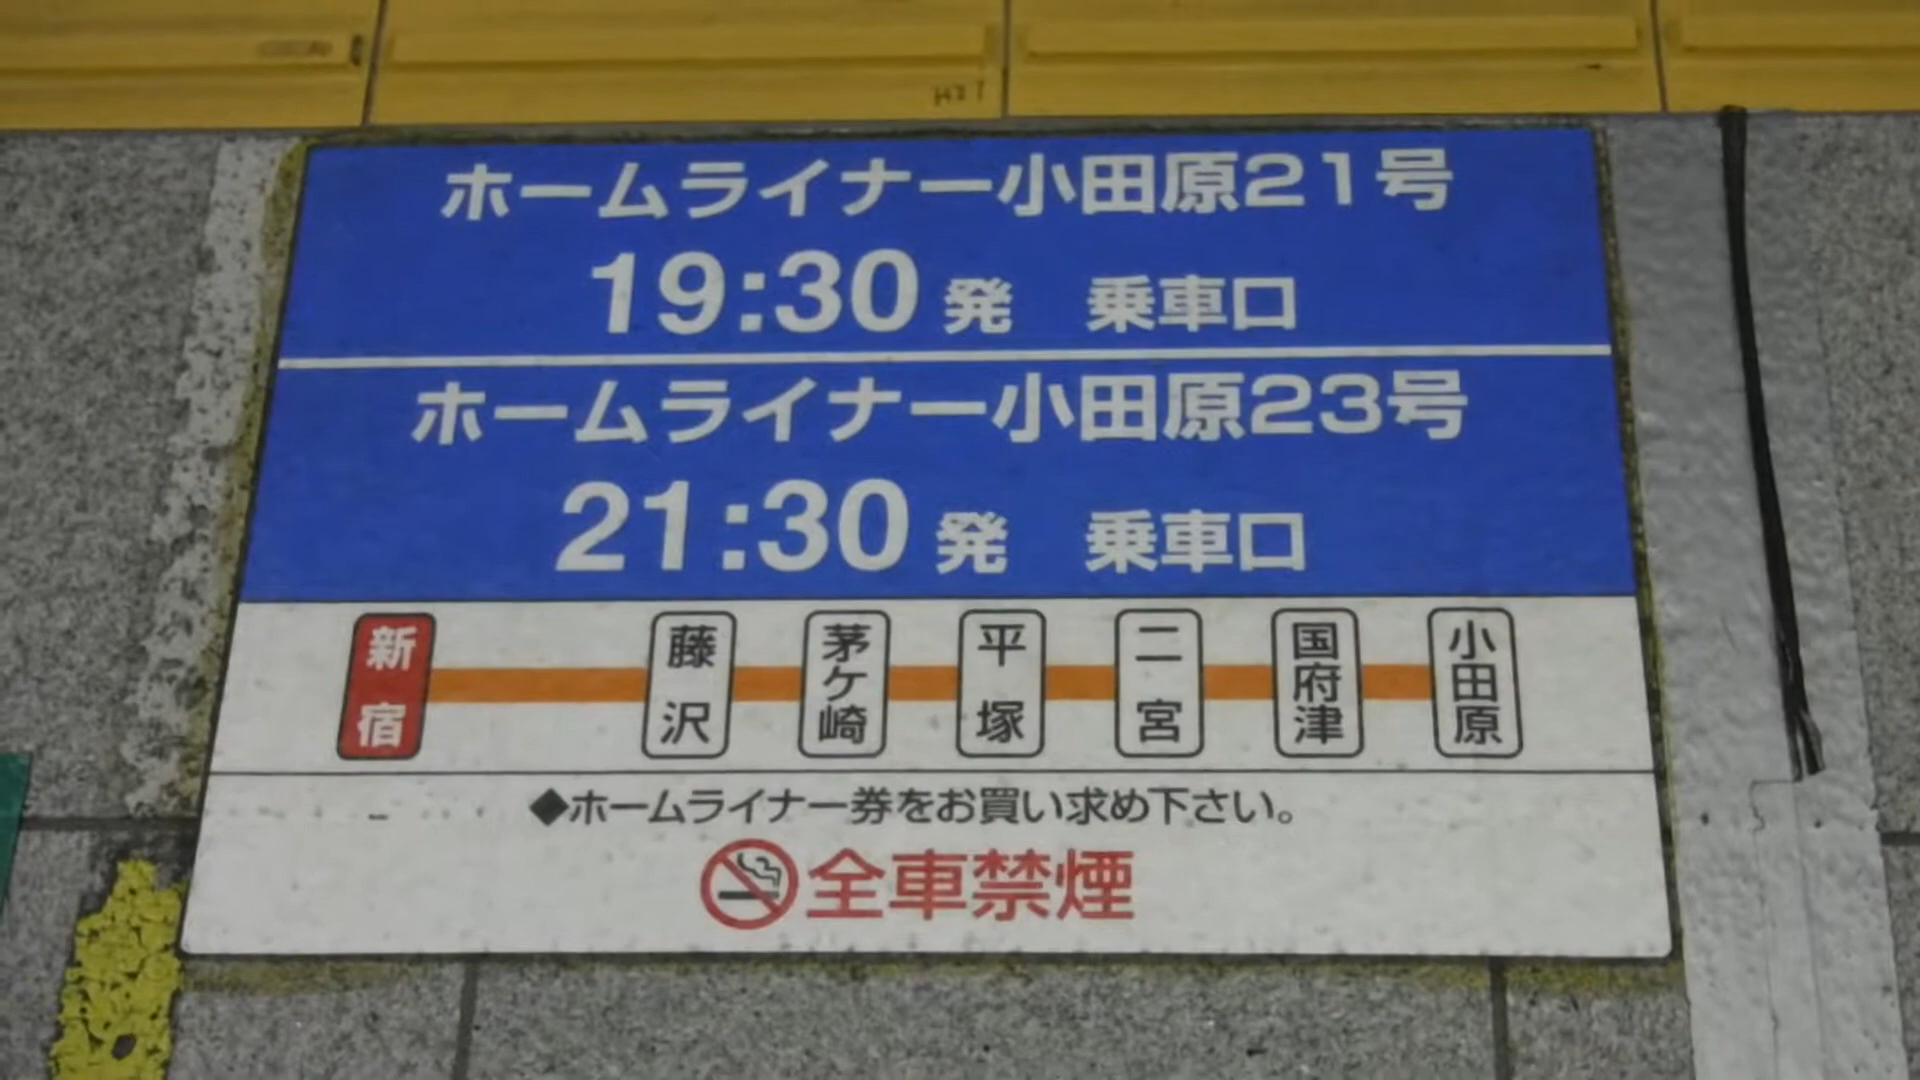 ホームライナー小田原21号
19:30発 乗車口
ホームライナー小田原23号
21:30発 乗車口
新宿 藤沢 茅ケ崎 平塚 二宮 国府津 小田原
◆ホームライナー券をお買い求め下さい。
全車禁煙